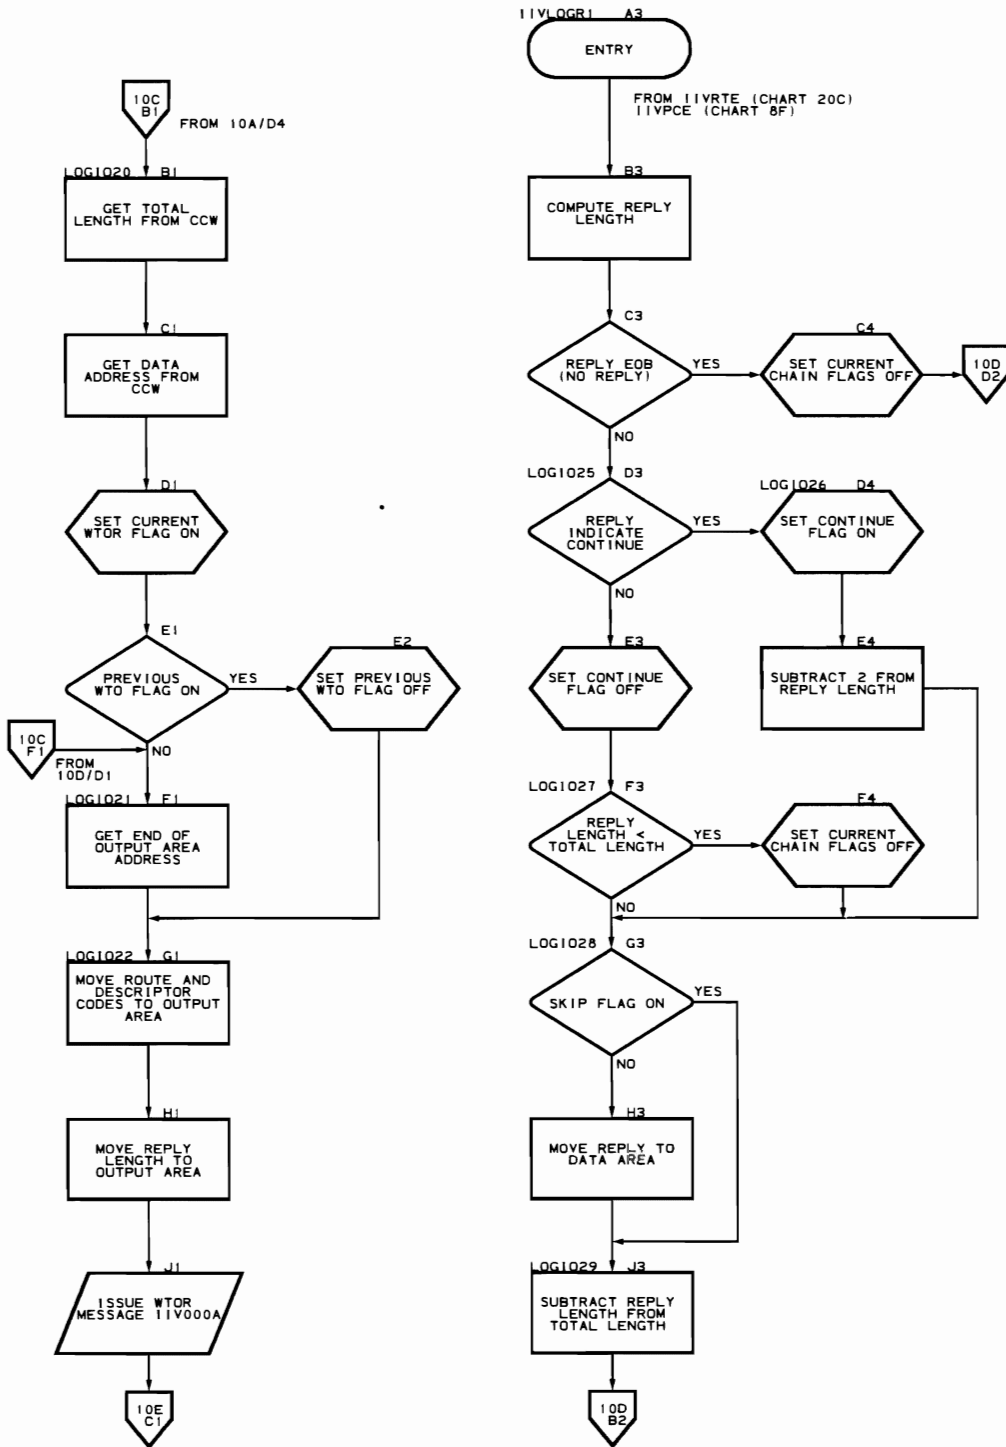 10C
B1
FROM 10A/D4
LOGIO20 B1
GET TOTAL
LENGTH FROM CCW
C1
GET DATA
ADDRESS FROM
CCW
D1
SET CURRENT
WTOR FLAG ON
E1
PREVIOUS
WTO FLAG ON
YES
E2
SET PREVIOUS
WTO FLAG OFF
NO
10C
F1
FROM
10D/D1
LOGIO21 F1
GET END OF
OUTPUT AREA
ADDRESS
LOGIO22 G1
MOVE ROUTE AND
DESCRIPTOR
CODES TO OUTPUT
AREA
H1
MOVE REPLY
LENGTH TO
OUTPUT AREA
J1
ISSUE WTOR
MESSAGE IIV000A
10E
C1
IIVLOGR1 A3
ENTRY
FROM IIVRTE (CHART 20C)
IIVPCE (CHART 8F)
B3
COMPUTE REPLY
LENGTH
C3
REPLY EOB
(NO REPLY)
YES
C4
SET CURRENT
CHAIN FLAGS OFF
10D
D2
NO
LOGIO25 D3
REPLY
INDICATE
CONTINUE
YES
LOGIO26 D4
SET CONTINUE
FLAG ON
NO
E3
SET CONTINUE
FLAG OFF
E4
SUBTRACT 2 FROM
REPLY LENGTH
LOGIO27 F3
REPLY
LENGTH <
TOTAL LENGTH
YES
F4
SET CURRENT
CHAIN FLAGS OFF
NO
LOGIO28 G3
SKIP FLAG ON
YES
NO
H3
MOVE REPLY TO
DATA AREA
LOGIO29 J3
SUBTRACT REPLY
LENGTH FROM
TOTAL LENGTH
10D
B2